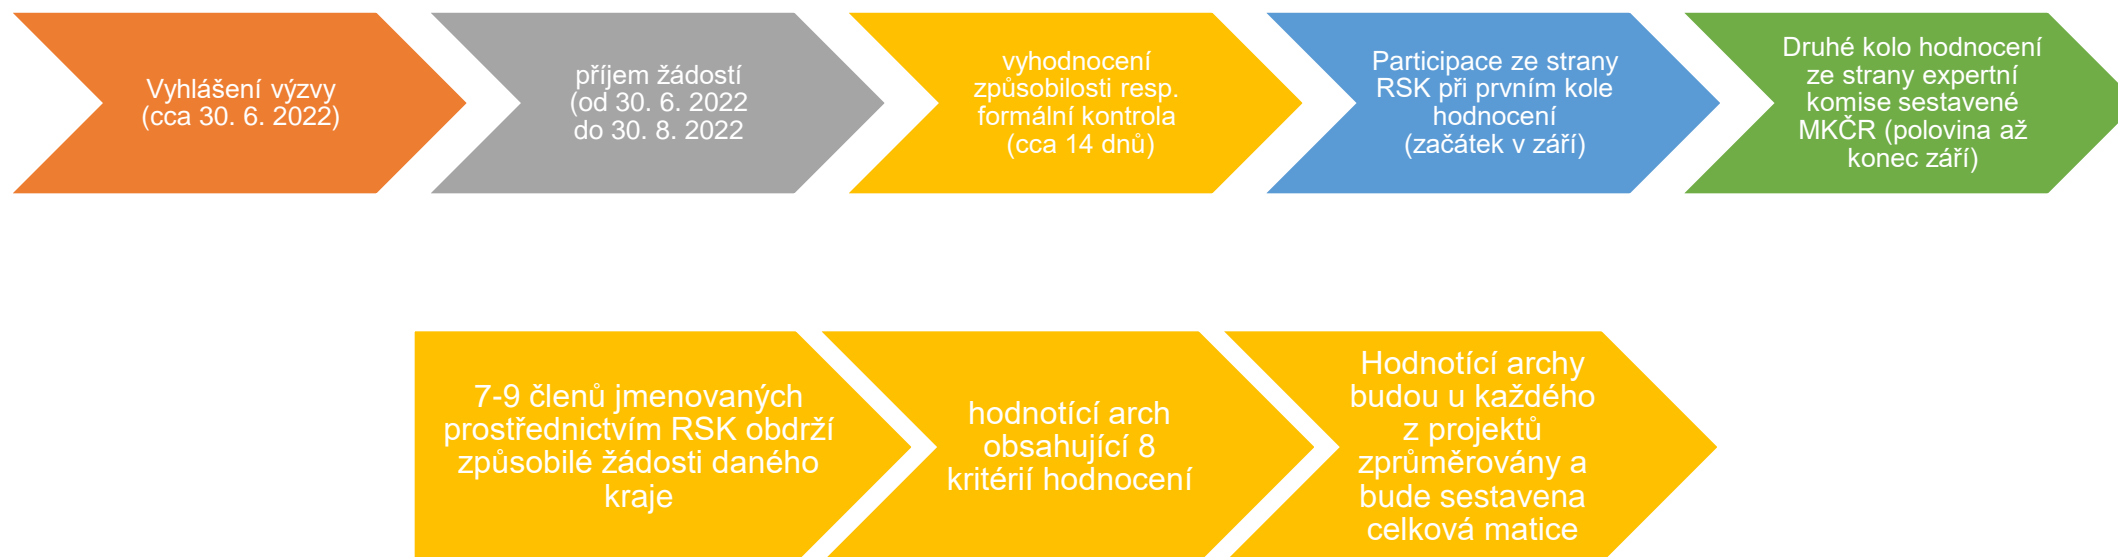 Vyhlášení výzvy
(cca 30. 6. 2022)
příjem žádostí
(od 30. 6. 2022
do 30. 8. 2022
vyhodnocení
způsobilosti resp.
formální kontrola
(cca 14 dnů)
Participace ze strany
RSK při prvním kole
hodnocení
(začátek v září)
Druhé kolo hodnocení
ze strany expertní
komise sestavené
MKČR (polovina až
konec září)
7-9 členů jmenovaných
prostřednictvím RSK obdrží
způsobilé žádosti daného
kraje
hodnotící arch
obsahující 8
kritérií hodnocení
Hodnotící archy
budou u každého
z projektů
zprůměrovány a
bude sestavena
celková matice